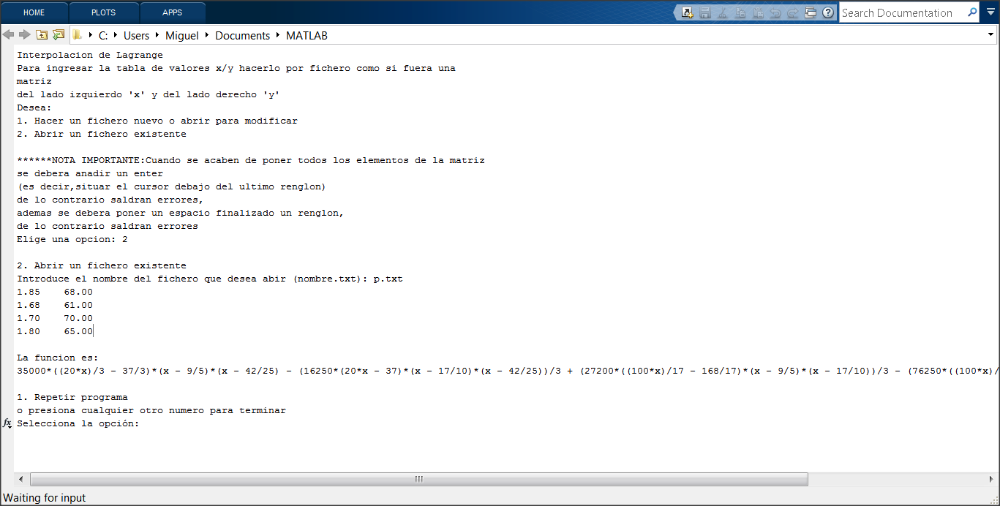 HOME PLOTS APPS Search Documentation
C: Users Miguel Documents MATLAB
Interpolacion de Lagrange
Para ingresar la tabla de valores x/y hacerlo por fichero como si fuera una
matriz
del lado izquierdo 'x' y del lado derecho 'y'
Desea:
1. Hacer un fichero nuevo o abrir para modificar
2. Abrir un fichero existente
******NOTA IMPORTANTE:Cuando se acaben de poner todos los elementos de la matriz
se debera anadir un enter
(es decir,situar el cursor debajo del ultimo renglon)
de lo contrario saldran errores,
ademas se debera poner un espacio finalizado un renglon,
de lo contrario saldran errores
Elige una opcion: 2
2. Abrir un fichero existente
Introduce el nombre del fichero que desea abir (nombre.txt): p.txt
1.85 68.00
1.68 61.00
1.70 70.00
1.80 65.00
La funcion es:
35000*((20*x)/3 - 37/3)*(x - 9/5)*(x - 42/25) - (16250*(20*x - 37)*(x - 17/10)*(x - 42/25))/3 + (27200*((100*x)/17 - 168/17)*(x - 9/5)*(x - 17/10))/3 - (76250*((100*x)/
1. Repetir programa
o presiona cualquier otro numero para terminar
fx Selecciona la opción:
Waiting for input